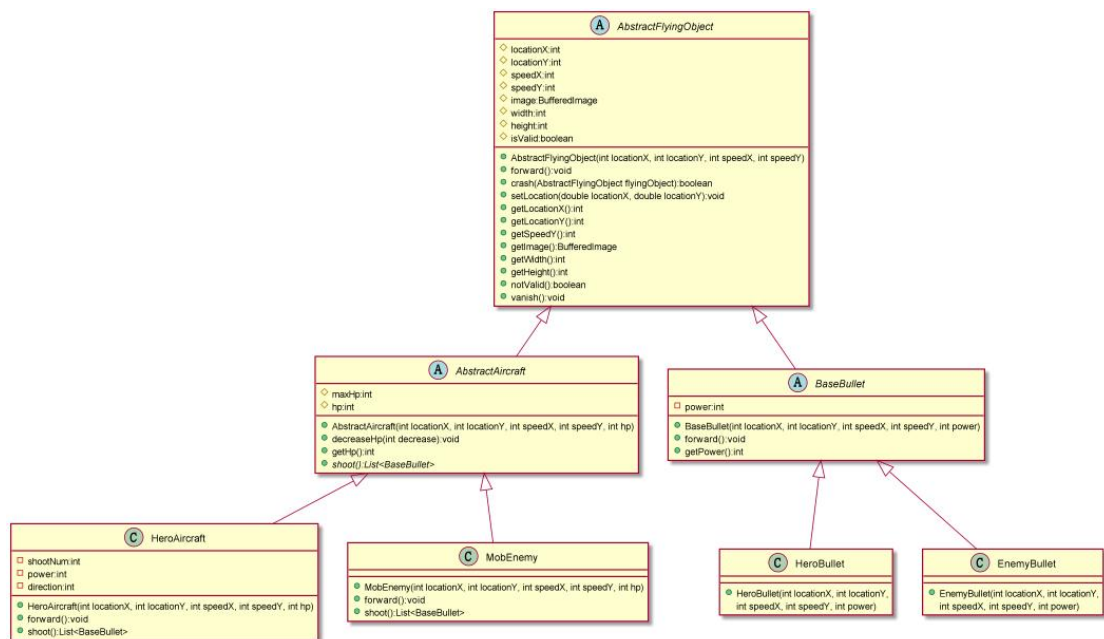 A AbstractFlyingObject
locationX:int
locationY:int
speedX:int
speedY:int
image:BufferedImage
width:int
height:int
isValid:boolean
AbstractFlyingObject(int locationX, int locationY, int speedX, int speedY)
forward():void
crash(AbstractFlyingObject flyingObject):boolean
setLocation(double locationX, double locationY):void
getLocationX():int
getLocationY():int
getSpeedY():int
getImage():BufferedImage
getWidth():int
getHeight():int
notValid():boolean
vanish():void
A AbstractAircraft
maxHp:int
hp:int
AbstractAircraft(int locationX, int locationY, int speedX, int speedY, int hp)
decreaseHp(int decrease):void
getHp():int
shoot():List<BaseBullet>
A BaseBullet
power:int
BaseBullet(int locationX, int locationY, int speedX, int speedY, int power)
forward():void
getPower():int
C HeroAircraft
shootNum:int
power:int
direction:int
HeroAircraft(int locationX, int locationY, int speedX, int speedY, int hp)
forward():void
shoot():List<BaseBullet>
C MobEnemy
MobEnemy(int locationX, int locationY, int speedX, int speedY, int hp)
forward():void
shoot():List<BaseBullet>
C HeroBullet
HeroBullet(int locationX, int locationY,
int speedX, int speedY, int power)
C EnemyBullet
EnemyBullet(int locationX, int locationY,
int speedX, int speedY, int power)